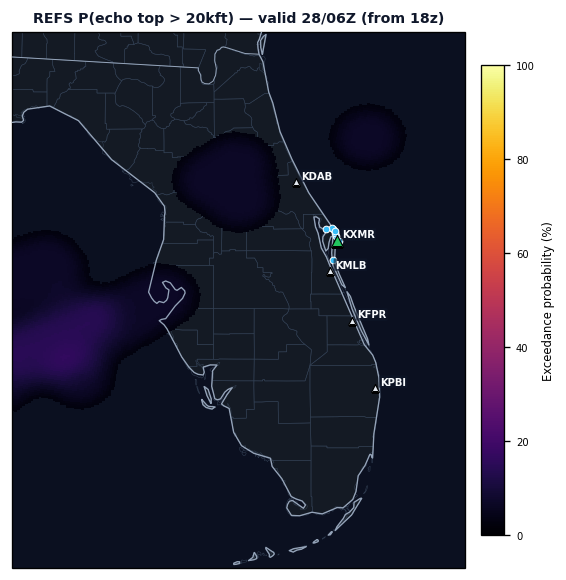 REFS P(echo top > 20kft) — valid 28/06Z (from 18z)
100
80
60
40
20
0
Exceedance probability (%)
KDAB
KXMR
KMLB
KFPR
KPBI